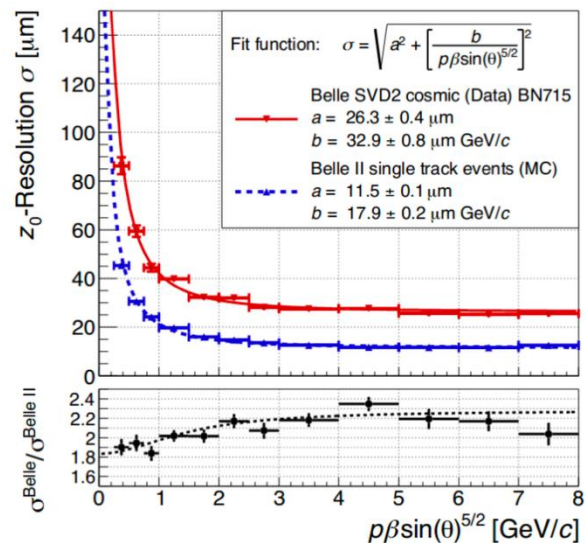 z₀-Resolution σ [μm]
140
120
100
80
60
40
20
0
Fit function: σ = √a² + [b / pβsin(θ)^5/2]²
Belle SVD2 cosmic (Data) BN715
a = 26.3 ± 0.4 μm
b = 32.9 ± 0.8 μm GeV/c
Belle II single track events (MC)
a = 11.5 ± 0.1 μm
b = 17.9 ± 0.2 μm GeV/c
σ^Belle/σ^Belle II
2.4
2.2
2
1.8
1.6
0 1 2 3 4 5 6 7 8
pβsin(θ)^5/2 [GeV/c]